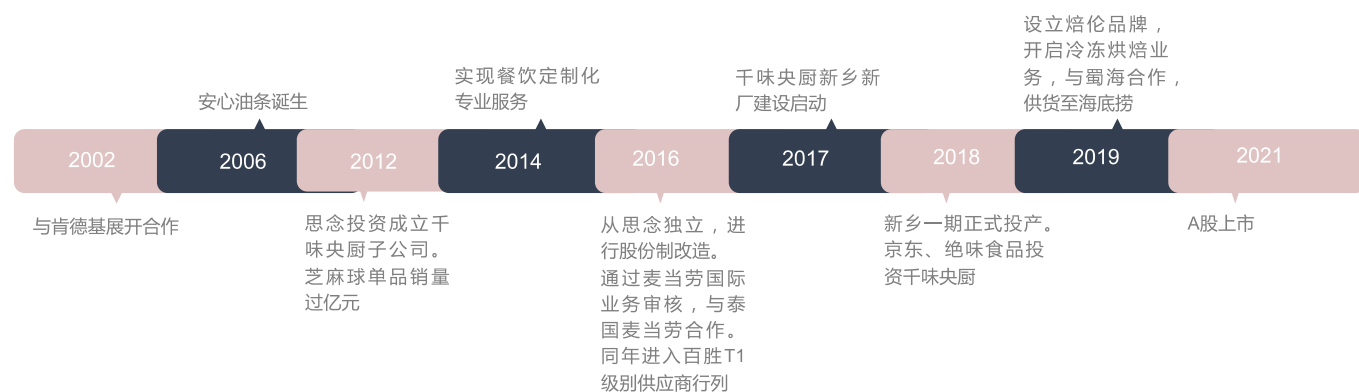 设立焙伦品牌，
开启冷冻烘焙业
务，与蜀海合作，
供货至海底捞
实现餐饮定制化
专业服务
千味央厨新乡新
厂建设启动
安心油条诞生
2002
2006
2012
2014
2016
2017
2018
2019
2021
与肯德基展开合作
思念投资成立千
味央厨子公司。
芝麻球单品销量
过亿元
从思念独立，进
行股份制改造。
通过麦当劳国际
业务审核，与泰
国麦当劳合作。
同年进入百胜T1
级别供应商行列
新乡一期正式投产。
京东、绝味食品投
资千味央厨
A股上市